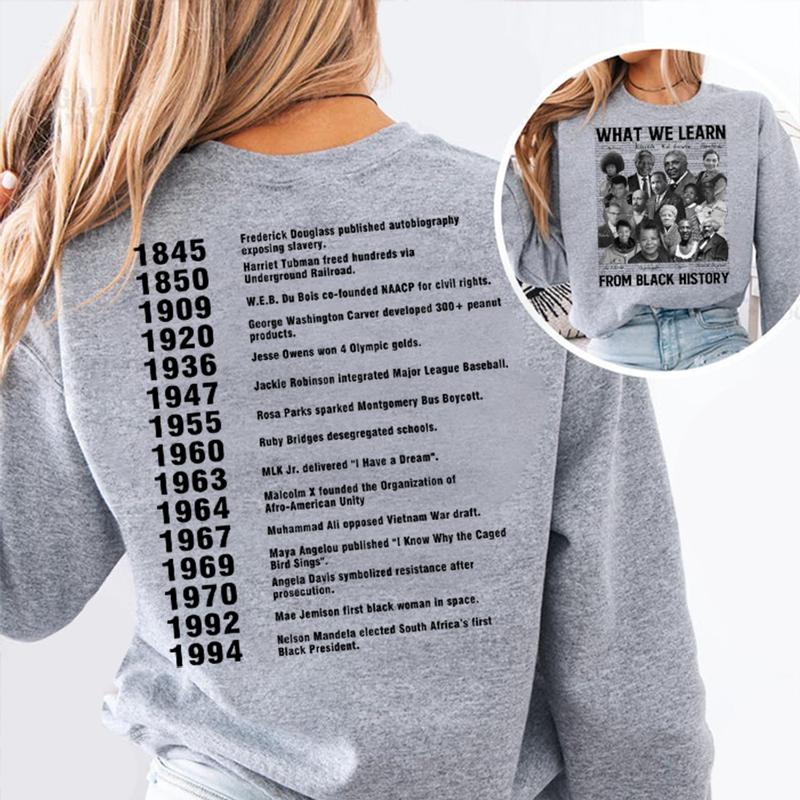 1845 Frederick Douglass published autobiography
exposing slavery.
1850 Harriet Tubman freed hundreds via
Underground Railroad.
1909 W.E.B. Du Bois co-founded NAACP for civil rights.
1920 George Washington Carver developed 300+ peanut
products.
1936 Jesse Owens won 4 Olympic golds.
1947 Jackie Robinson integrated Major League Baseball.
1955 Rosa Parks sparked Montgomery Bus Boycott.
1960 Ruby Bridges desegregated schools.
1963 MLK Jr. delivered "I Have a Dream".
1964 Malcolm X founded the Organization of
Afro-American Unity
1967 Muhammad Ali opposed Vietnam War draft.
1969 Maya Angelou published "I Know Why the Caged
Bird Sings".
1970 Angela Davis symbolized resistance after
prosecution.
1992 Mae Jemison first black woman in space.
1994 Nelson Mandela elected South Africa's first
Black President.
WHAT WE LEARN
FROM BLACK HISTORY